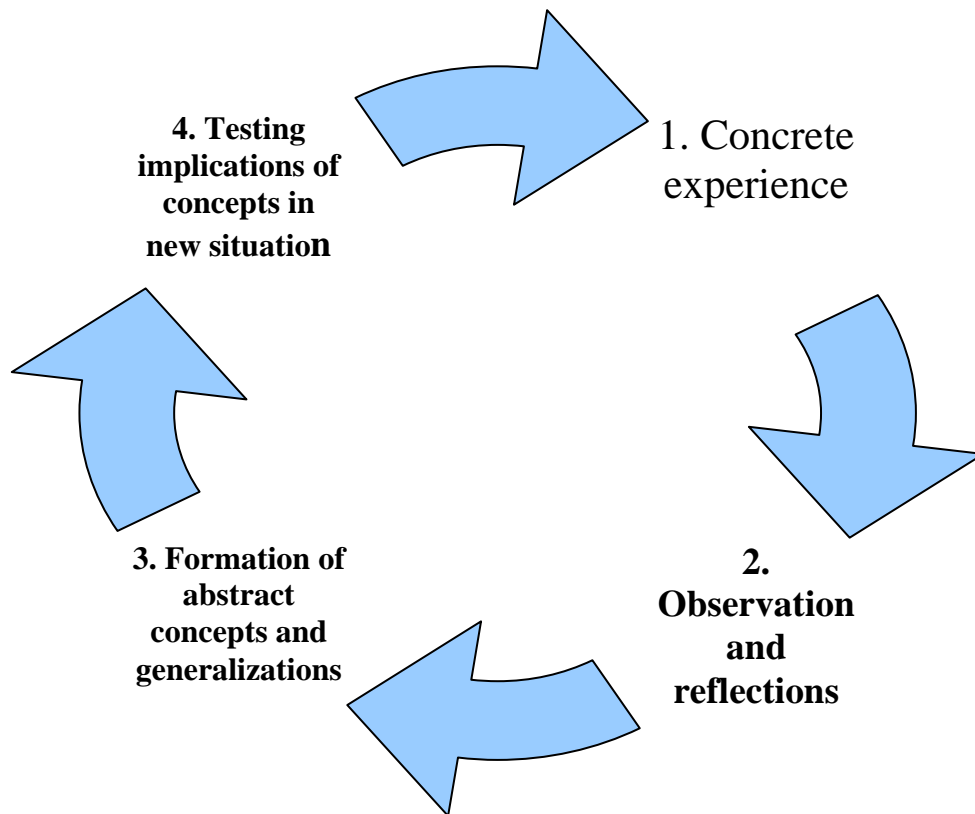 1. Concrete
experience
2.
Observation
and
reflections
3. Formation of
abstract
concepts and
generalizations
4. Testing
implications of
concepts in
new situation